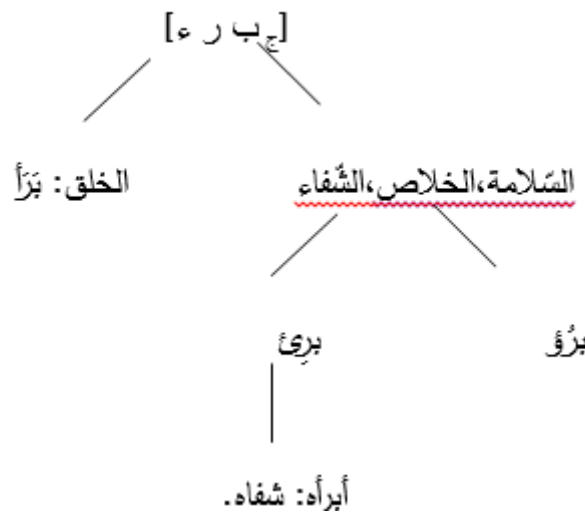 [ج ب ر ء]
السّلامة،الخلاص،الشّفاء
الخلق: بَرَأَ
برُؤ
برِئ
أبرأه: شفاه.